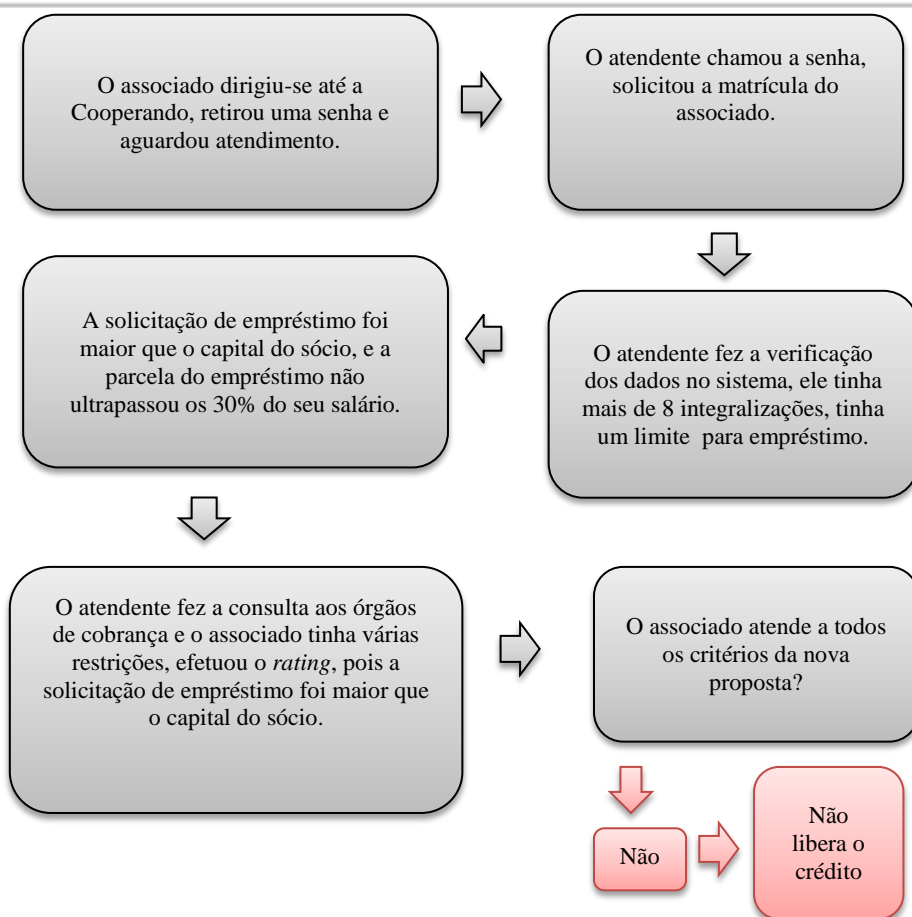 O associado dirigiu-se até a
Cooperando, retirou uma senha e
aguardou atendimento.
O atendente chamou a senha,
solicitou a matrícula do
associado.
O atendente fez a verificação
dos dados no sistema, ele tinha
mais de 8 integralizações, tinha
um limite para empréstimo.
A solicitação de empréstimo foi
maior que o capital do sócio, e a
parcela do empréstimo não
ultrapassou os 30% do seu salário.
O atendente fez a consulta aos órgãos
de cobrança e o associado tinha várias
restrições, efetuou o rating, pois a
solicitação de empréstimo foi maior que
o capital do sócio.
O associado atende a todos
os critérios da nova
proposta?
Não
Não
libera o
crédito